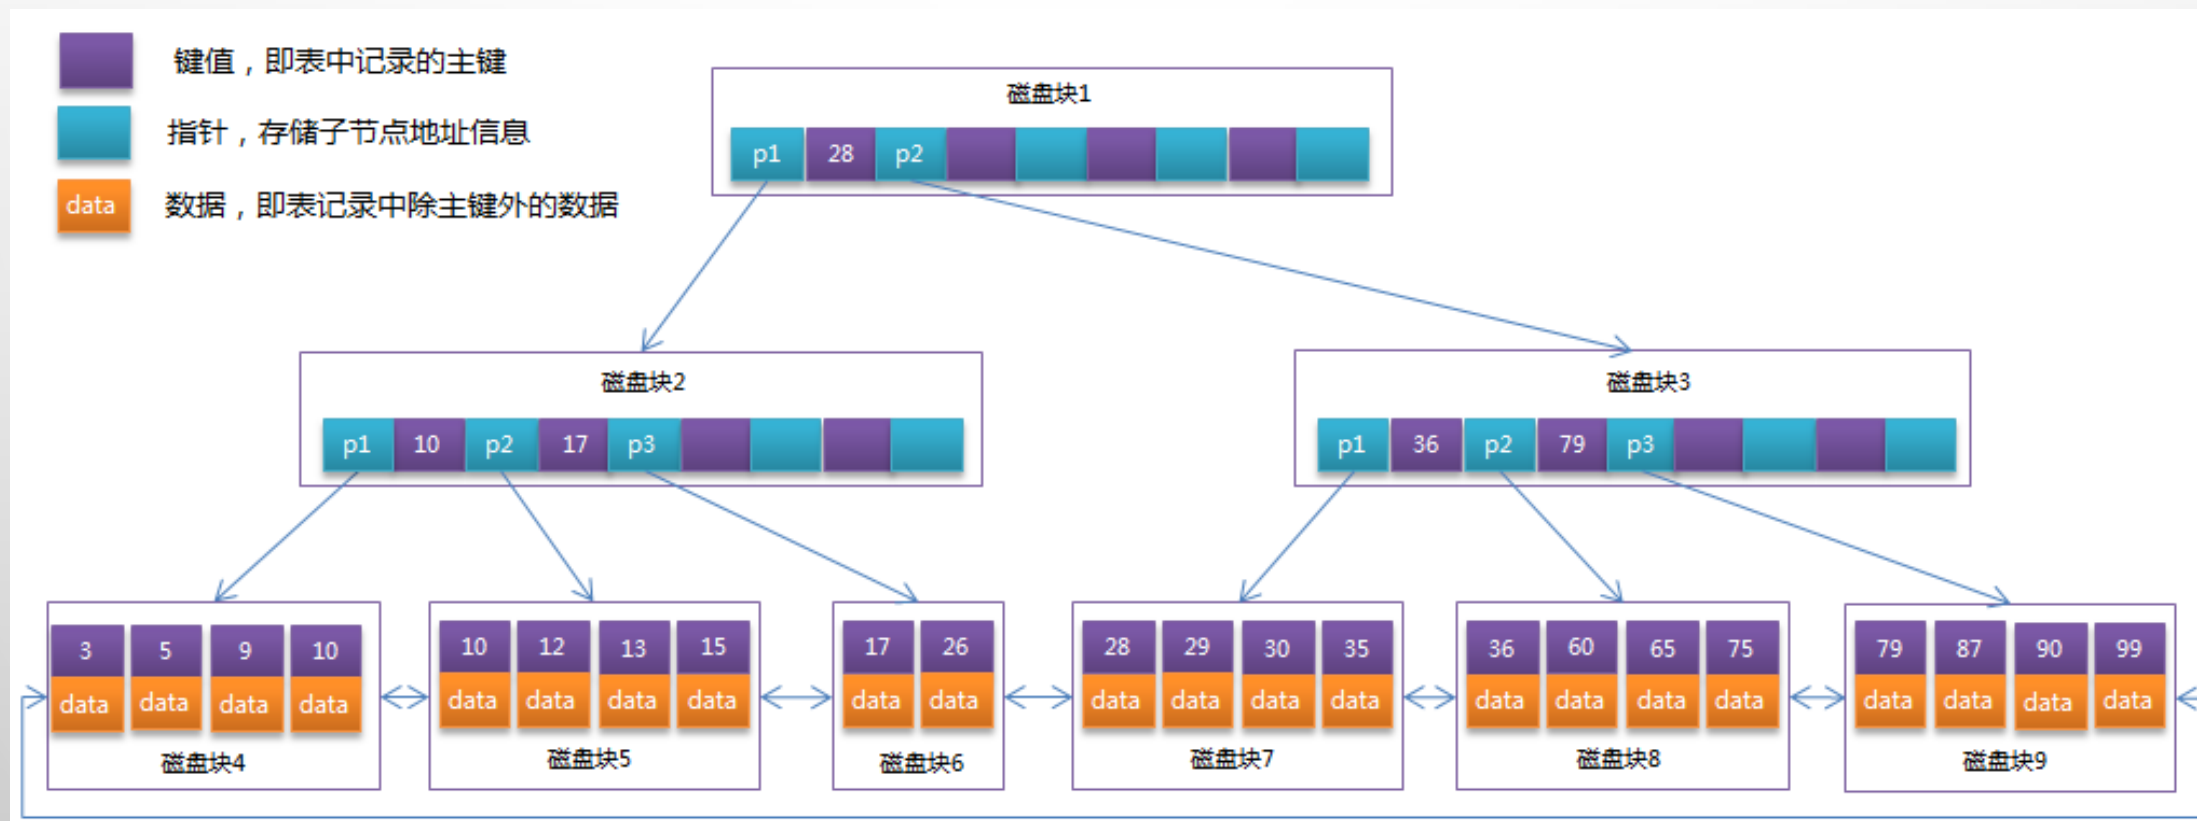 键值，即表中记录的主键
指针，存储子节点地址信息
data 数据，即表记录中除主键外的数据
磁盘块1
p1 28 p2
磁盘块2
p1 10 p2 17 p3
磁盘块3
p1 36 p2 79 p3
3 5 9 10
data data data data
磁盘块4
10 12 13 15
data data data data
磁盘块5
17 26
data data
磁盘块6
28 29 30 35
data data data data
磁盘块7
36 60 65 75
data data data data
磁盘块8
79 87 90 99
data data data data
磁盘块9